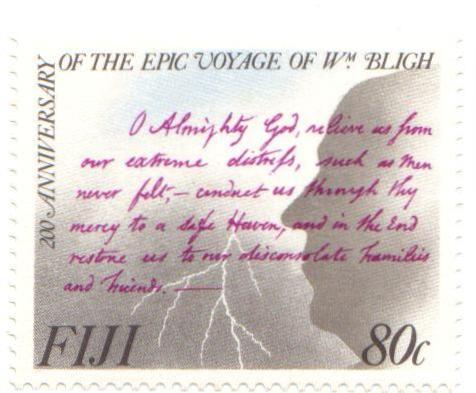 200 ANNIVERSARY
OF THE EPIC VOYAGE OF Wᴹ BLIGH
O Almighty God, relieve us from
our extreme distress, such as Men
never felt,– conduct us through thy
mercy to a safe Haven, and in the End
restore us to our disconsolate Families
and Friends. —
FIJI
80c